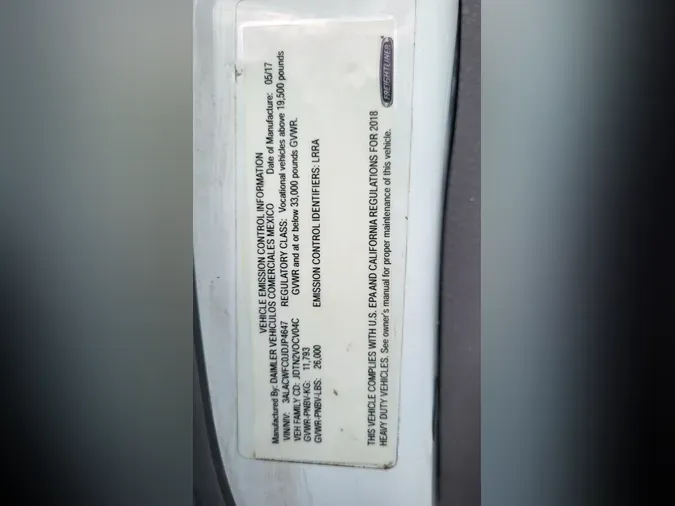 FREIGHTLINER
VEHICLE EMISSION CONTROL INFORMATION
Manufactured By: DAIMLER VEHICULOS COMERCIALES MEXICO Date of Manufacture: 05/17
VIN/NIV: 3ALACWFC0JDJP4647 REGULATORY CLASS: Vocational vehicles above 19,500 pounds
VEH FAMILY CD: JDTN2VOCV04C GVWR and at or below 33,000 pounds GVWR.
GVWR-PNBV-KG: 11,793
GVWR-PNBV-LBS: 26,000 EMISSION CONTROL IDENTIFIERS: LRRA
THIS VEHICLE COMPLIES WITH U.S. EPA AND CALIFORNIA REGULATIONS FOR 2018
HEAVY DUTY VEHICLES. See owner's manual for proper maintenance of this vehicle.